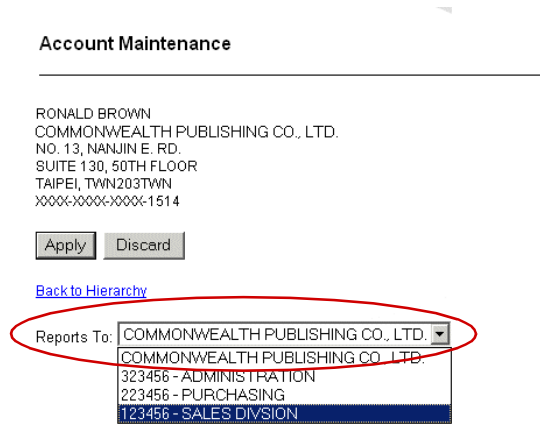 Account Maintenance
RONALD BROWN
COMMONWEALTH PUBLISHING CO., LTD.
NO. 13, NANJIN E. RD.
SUITE 130, 50TH FLOOR
TAIPEI, TWN203TWN
XXXX-XXXX-XXXX-1514
Apply Discard
Back to Hierarchy
Reports To: COMMONWEALTH PUBLISHING CO., LTD.
COMMONWEALTH PUBLISHING CO., LTD.
323456 - ADMINISTRATION
223456 - PURCHASING
123456 - SALES DIVSION